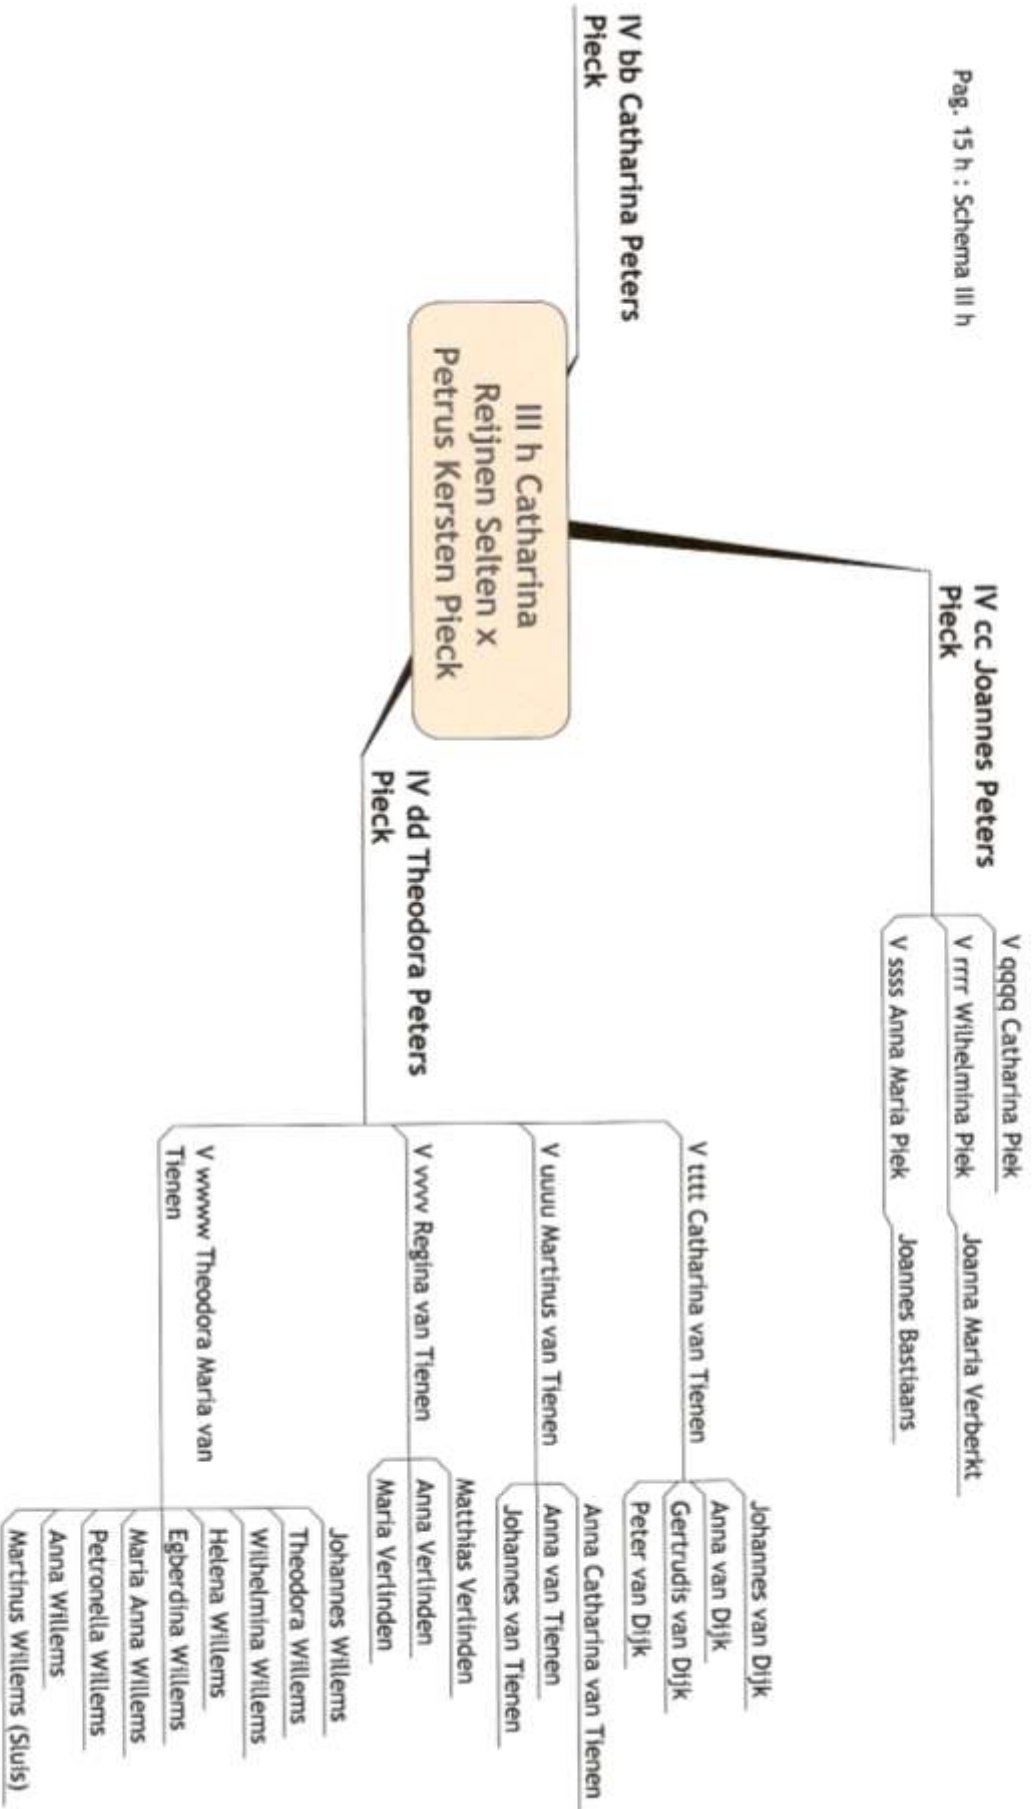 Pag. 15 h : Schema III h
IV bb Catharina Peters
Pieck
III h Catharina
Reijnen Selten x
Petrus Kersten Pieck
IV cc Joannes Peters
Pieck
V qqqq Catharina Piek
V rrrr Wilhelmina Piek
Joanna Maria Verberkt
V ssss Anna Maria Piek
Joannes Bastiaans
IV dd Theodora Peters
Pieck
V tttt Catharina van Tienen
Johannes van Dijk
Anna van Dijk
Gertrudis van Dijk
Peter van Dijk
V uuuu Martinus van Tienen
Anna Catharina van Tienen
Anna van Tienen
Johannes van Tienen
V vvvv Regina van Tienen
Matthias Verlinden
Anna Verlinden
Maria Verlinden
V wwww Theodora Maria van
Tienen
Johannes Willems
Theodora Willems
Wilhelmina Willems
Helena Willems
Egberdina Willems
Maria Anna Willems
Petronella Willems
Anna Willems
Martinus Willems (Sluis)